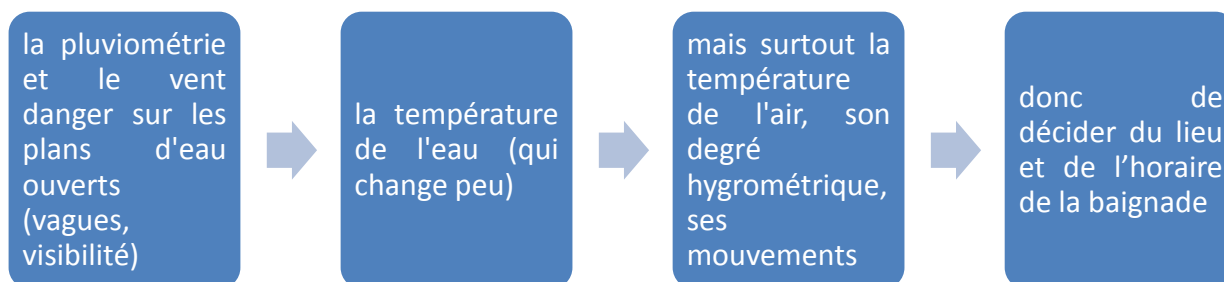 la pluviométrie
et le vent
danger sur les
plans d'eau
ouverts
(vagues,
visibilité)
la température
de l'eau (qui
change peu)
mais surtout la
température
de l'air, son
degré
hygrométrique,
ses
mouvements
donc de
décider du lieu
et de l’horaire
de la baignade